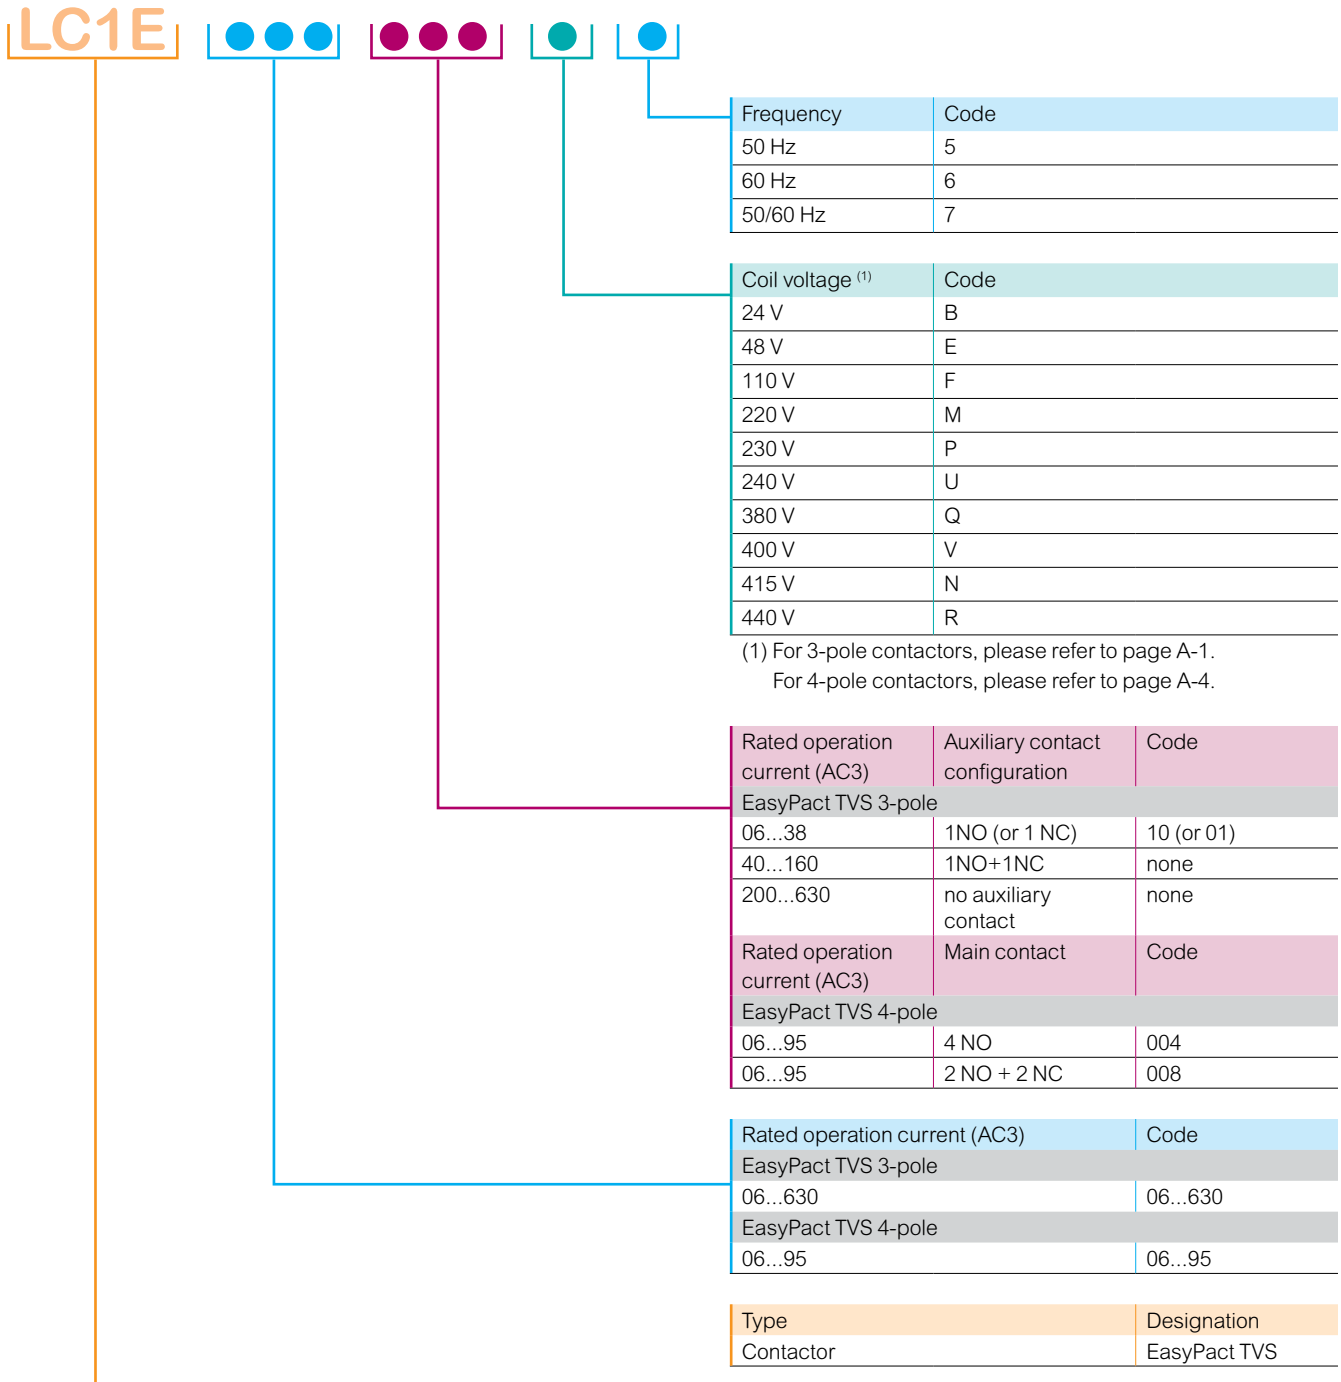 LC1E
Frequency Code
50 Hz 5
60 Hz 6
50/60 Hz 7
Coil voltage (1) Code
24 V B
48 V E
110 V F
220 V M
230 V P
240 V U
380 V Q
400 V V
415 V N
440 V R
(1) For 3-pole contactors, please refer to page A-1.
For 4-pole contactors, please refer to page A-4.
Rated operation Auxiliary contact Code
current (AC3) configuration
EasyPact TVS 3-pole
06...38 1NO (or 1 NC) 10 (or 01)
40...160 1NO+1NC none
200...630 no auxiliary none
contact
Rated operation Main contact Code
current (AC3)
EasyPact TVS 4-pole
06...95 4 NO 004
06...95 2 NO + 2 NC 008
Rated operation current (AC3) Code
EasyPact TVS 3-pole
06...630 06...630
EasyPact TVS 4-pole
06...95 06...95
Type Designation
Contactor EasyPact TVS